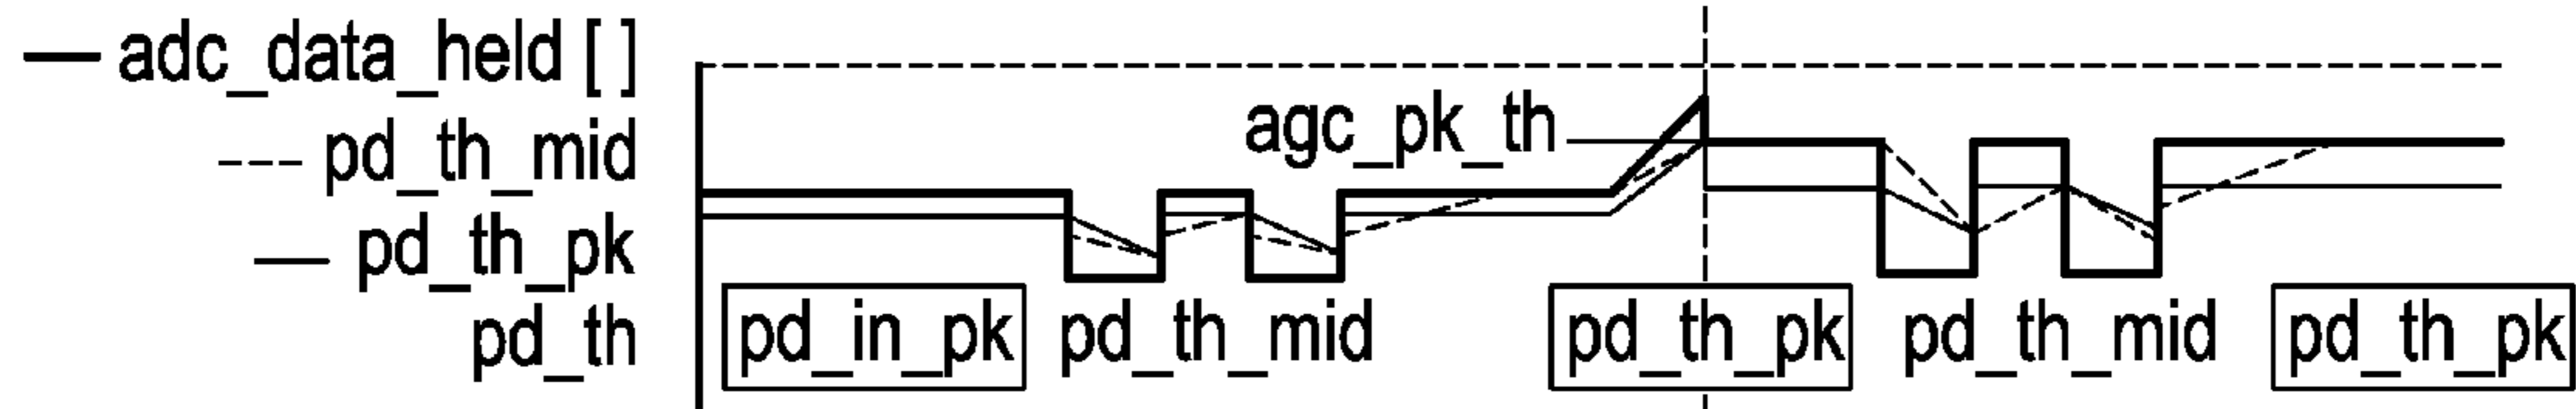 adc_data_held [ ]
pd_th_mid
agc_pk_th
pd_th_pk
pd_th
pd_in_pk
pd_th_mid
pd_th_pk
pd_th_mid
pd_th_pk